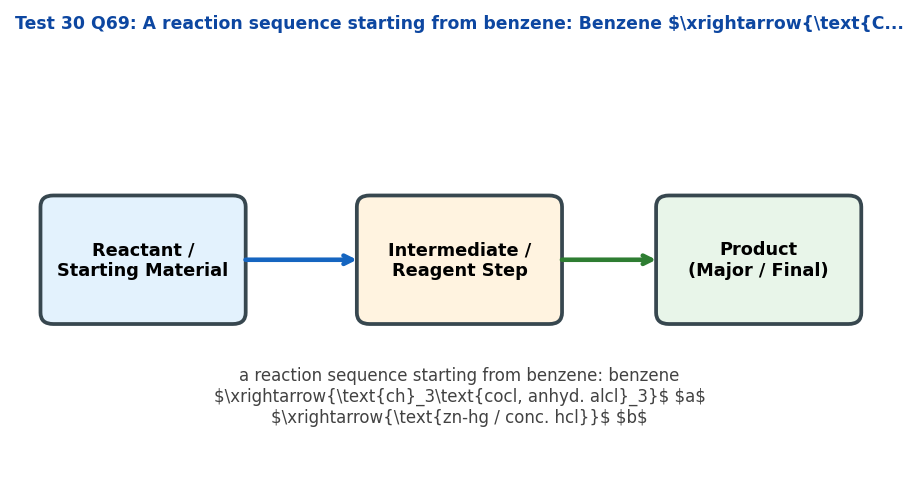 Test 30 Q69: A reaction sequence starting from benzene: Benzene $\xrightarrow{\text{C...
Reactant /
Starting Material
Intermediate /
Reagent Step
Product
(Major / Final)
a reaction sequence starting from benzene: benzene
$\xrightarrow{\text{ch}_3\text{cocl, anhyd. alcl}_3}$ $a$
$\xrightarrow{\text{zn-hg / conc. hcl}}$ $b$